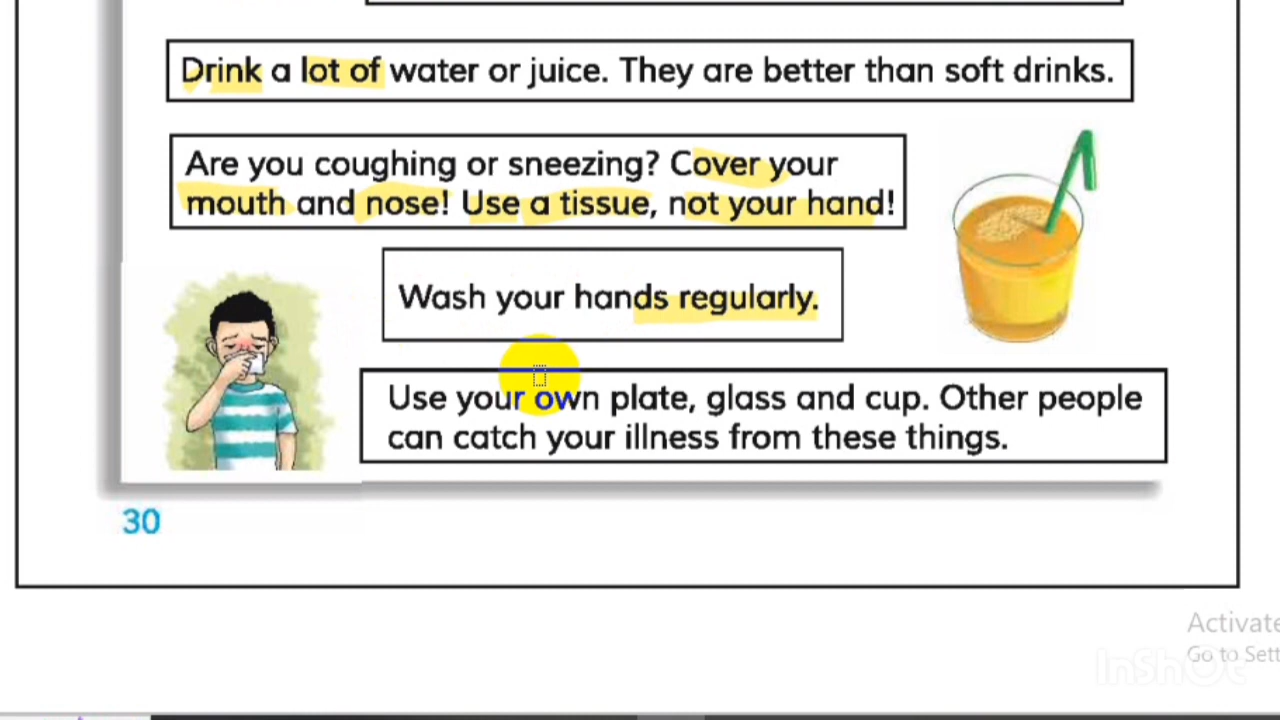 Drink a lot of water or juice. They are better than soft drinks.
Are you coughing or sneezing? Cover your
mouth and nose! Use a tissue, not your hand!
Wash your hands regularly.
Use your own plate, glass and cup. Other people
can catch your illness from these things.
30
Activate
Go to Sett
InShOt